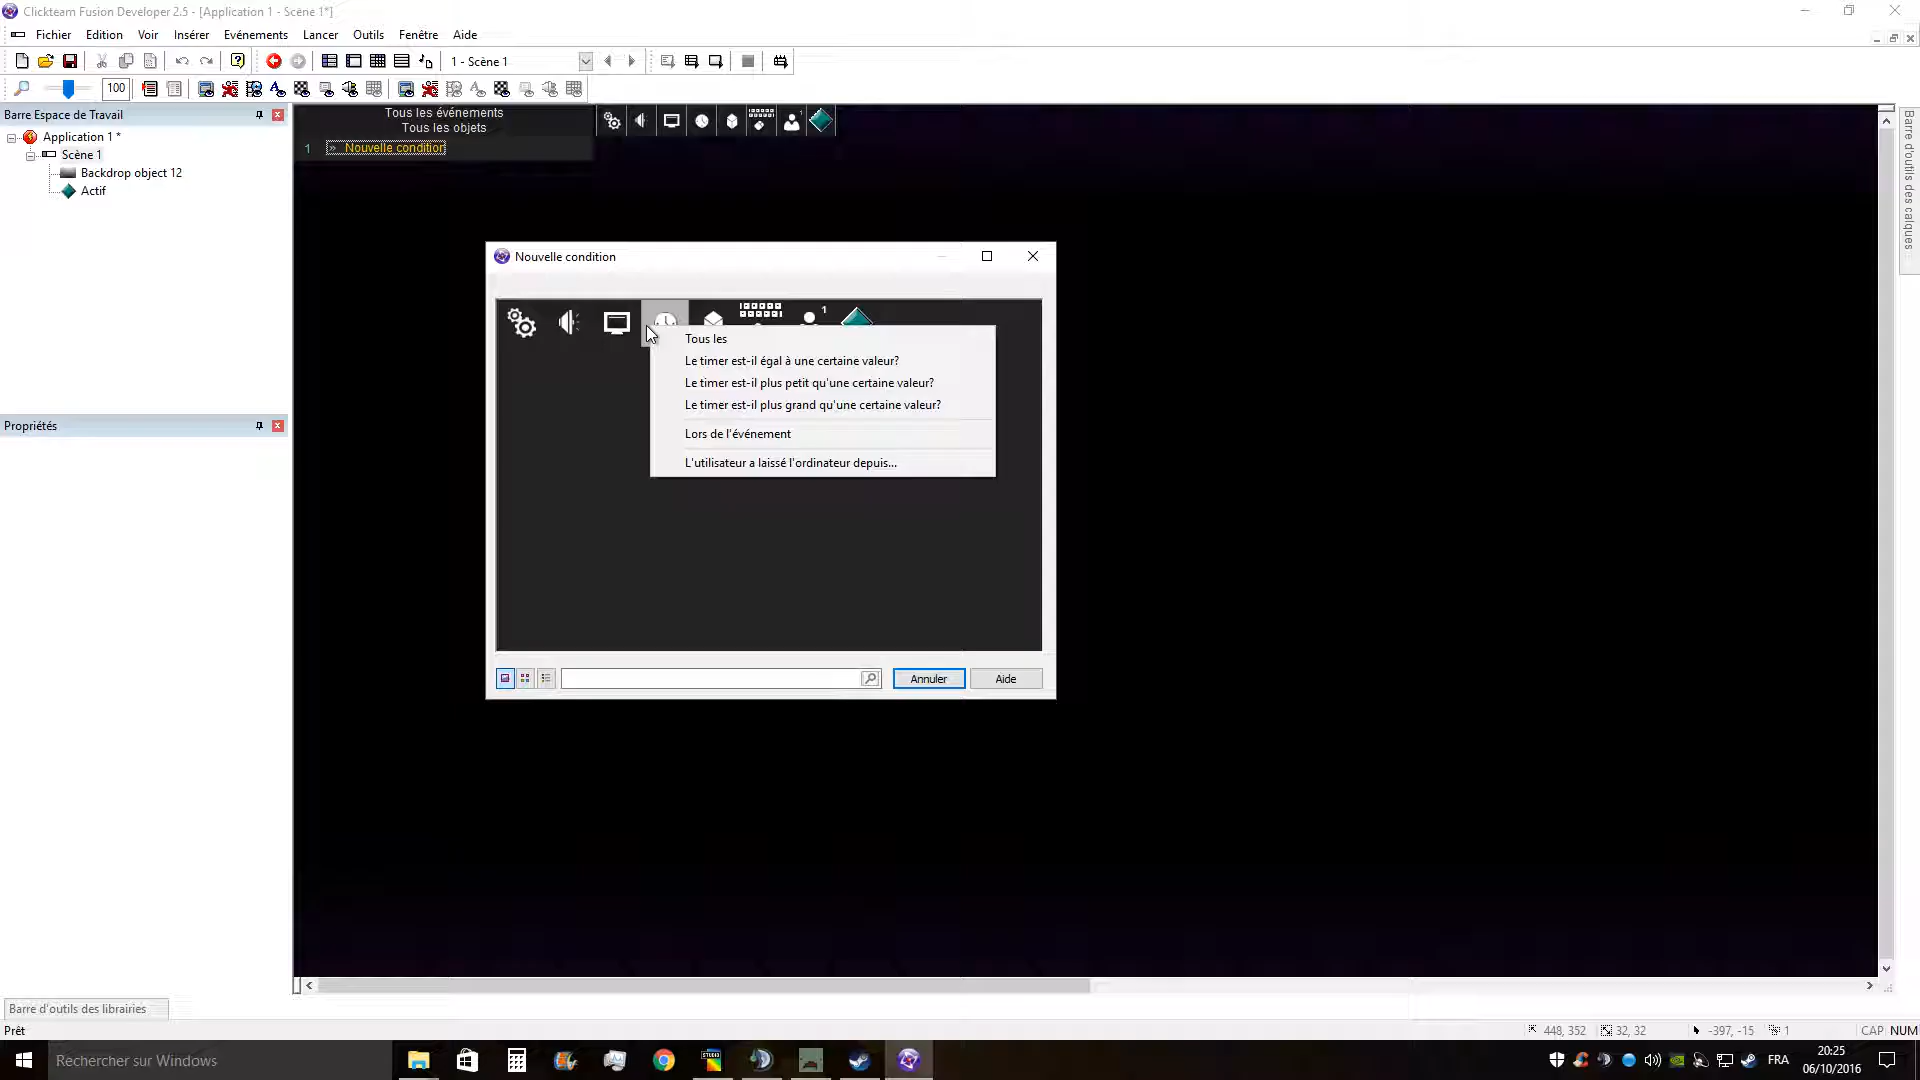 Clickteam Fusion Developer 2.5 - [Application 1 - Scène 1*]
Fichier Edition Voir Insérer Evénements Lancer Outils Fenêtre Aide
1 - Scène 1
100
Barre Espace de Travail
Tous les événements
Tous les objets
Application 1 *
1 » Nouvelle condition
Scène 1
Backdrop object 12
Actif
Barre d'outils des calques
Nouvelle condition
1
Tous les
Le timer est-il égal à une certaine valeur?
Le timer est-il plus petit qu'une certaine valeur?
Le timer est-il plus grand qu'une certaine valeur?
Lors de l'événement
L'utilisateur a laissé l'ordinateur depuis...
Propriétés
Annuler Aide
Barre d'outils des librairies
Prêt
448, 352 32, 32 -397, -15 1 CAP NUM
Rechercher sur Windows
STUDIO
FRA
20:25
06/10/2016